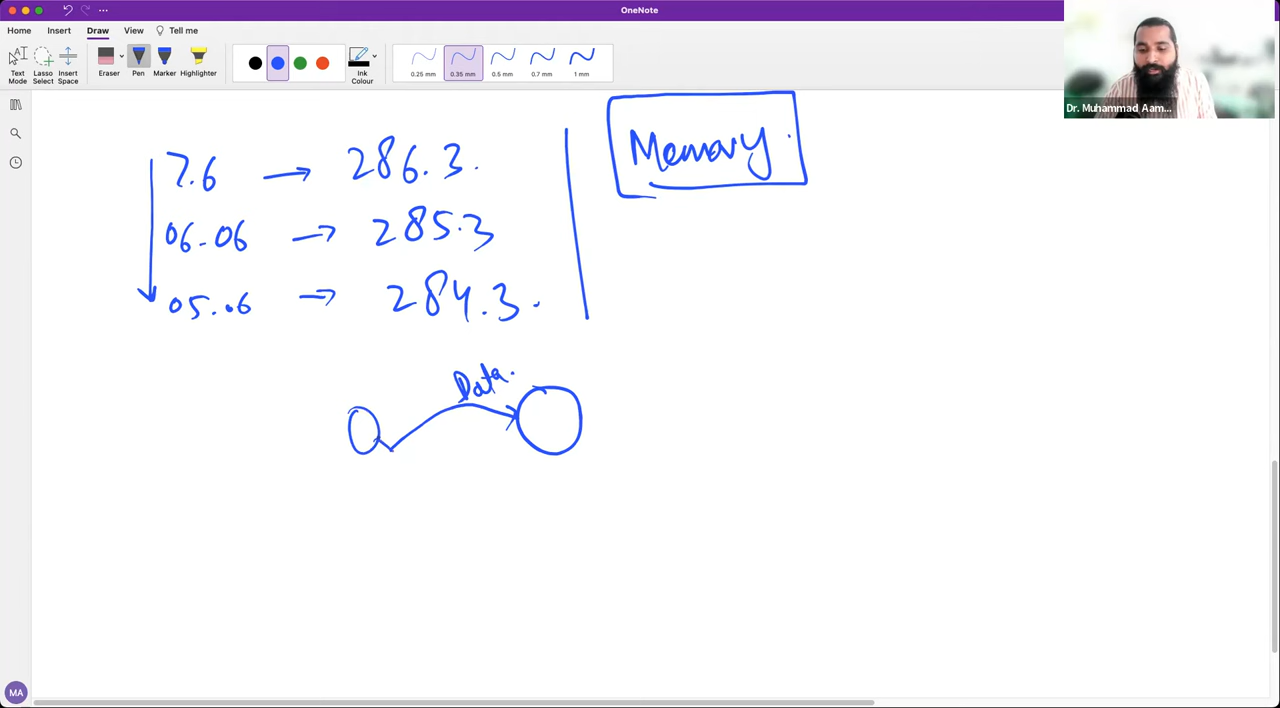 OneNote
Home Insert Draw View Tell me
Text Mode
Lasso Select
Insert Space
Eraser
Pen
Marker
Highlighter
Ink Colour
0.25 mm
0.35 mm
0.5 mm
0.7 mm
1 mm
Dr. Muhammad Aam...
Memory.
7.6 → 286.3.
06.06 → 285.3
05.06 → 284.3.
Data.
MA